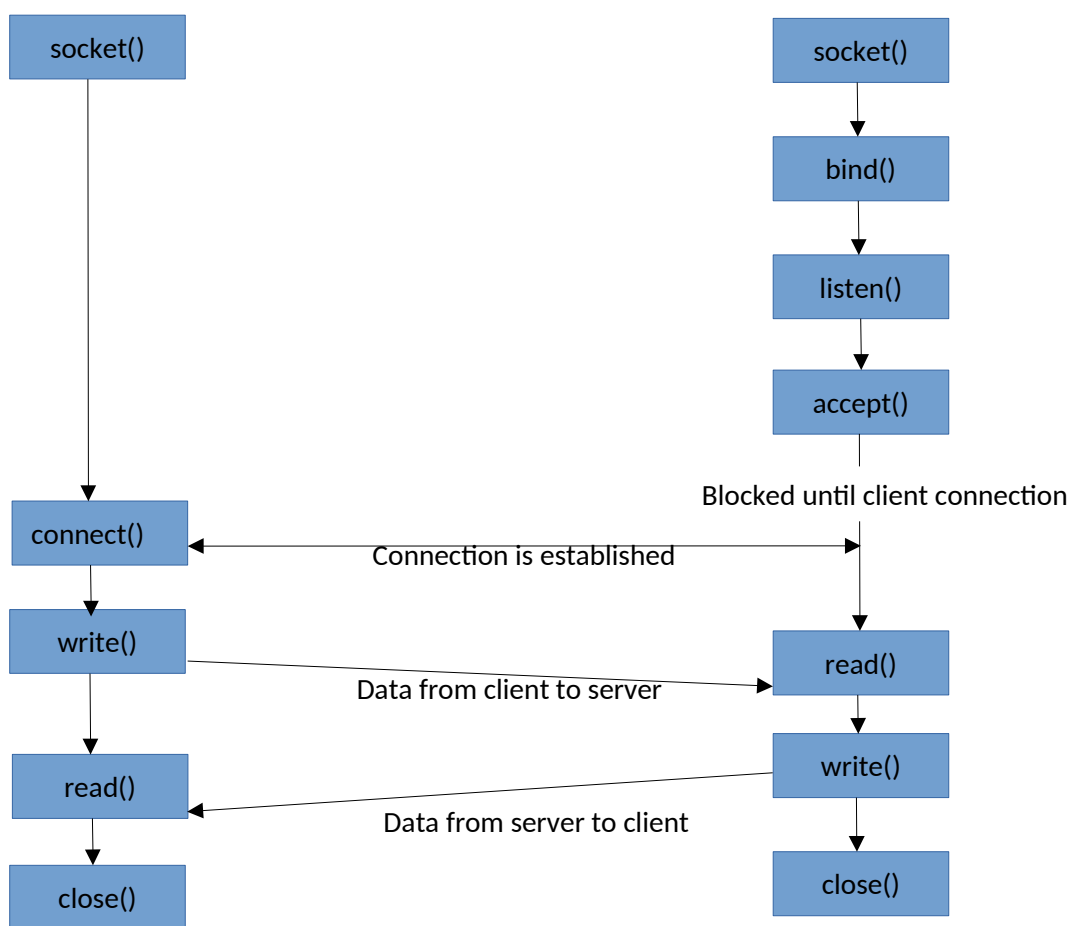 socket()
socket()
bind()
listen()
accept()
Blocked until client connection
connect()
Connection is established
write()
read()
Data from client to server
write()
read()
Data from server to client
close()
close()